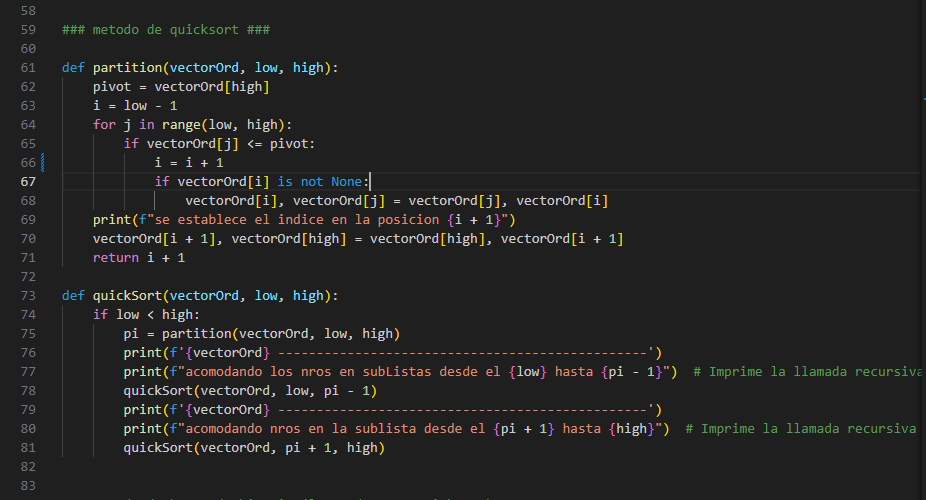 58
59 ### metodo de quicksort ###
60
61 def partition(vectorOrd, low, high):
62 pivot = vectorOrd[high]
63 i = low - 1
64 for j in range(low, high):
65 if vectorOrd[j] <= pivot:
66 i = i + 1
67 if vectorOrd[i] is not None:
68 vectorOrd[i], vectorOrd[j] = vectorOrd[j], vectorOrd[i]
69 print(f"se establece el indice en la posicion {i + 1}")
70 vectorOrd[i + 1], vectorOrd[high] = vectorOrd[high], vectorOrd[i + 1]
71 return i + 1
72
73 def quickSort(vectorOrd, low, high):
74 if low < high:
75 pi = partition(vectorOrd, low, high)
76 print(f'{vectorOrd} ------------------------------------------------')
77 print(f"acomodando los nros en subListas desde el {low} hasta {pi - 1}") # Imprime la llamada recursiva
78 quickSort(vectorOrd, low, pi - 1)
79 print(f'{vectorOrd} ------------------------------------------------')
80 print(f"acomodando nros en la sublista desde el {pi + 1} hasta {high}") # Imprime la llamada recursiva
81 quickSort(vectorOrd, pi + 1, high)
82
83